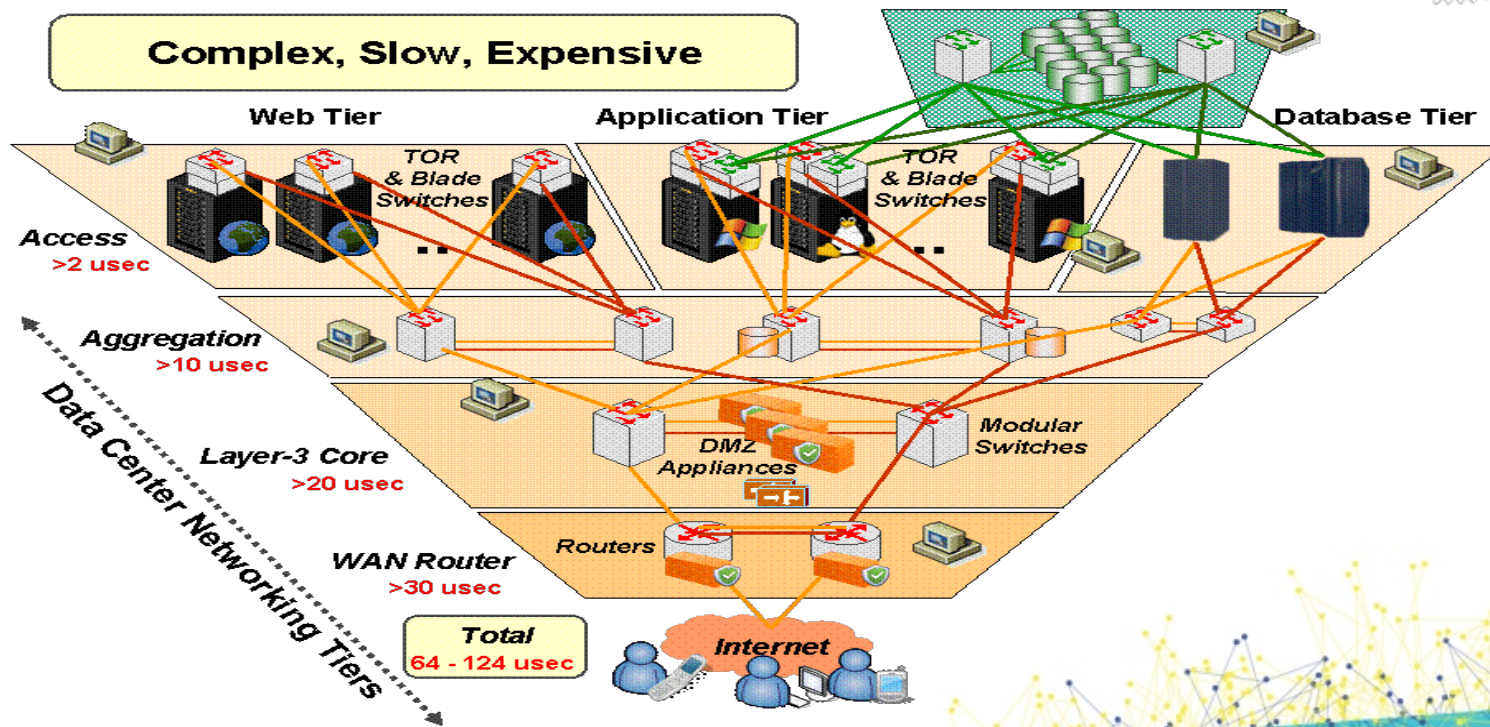 Complex, Slow, Expensive
Web Tier
Application Tier
Database Tier
TOR
& Blade
Switches
TOR
& Blade
Switches
Access
>2 usec
Aggregation
>10 usec
Layer-3 Core
>20 usec
DMZ
Appliances
Modular
Switches
WAN Router
>30 usec
Routers
Data Center Networking Tiers
Total
64 - 124 usec
Internet